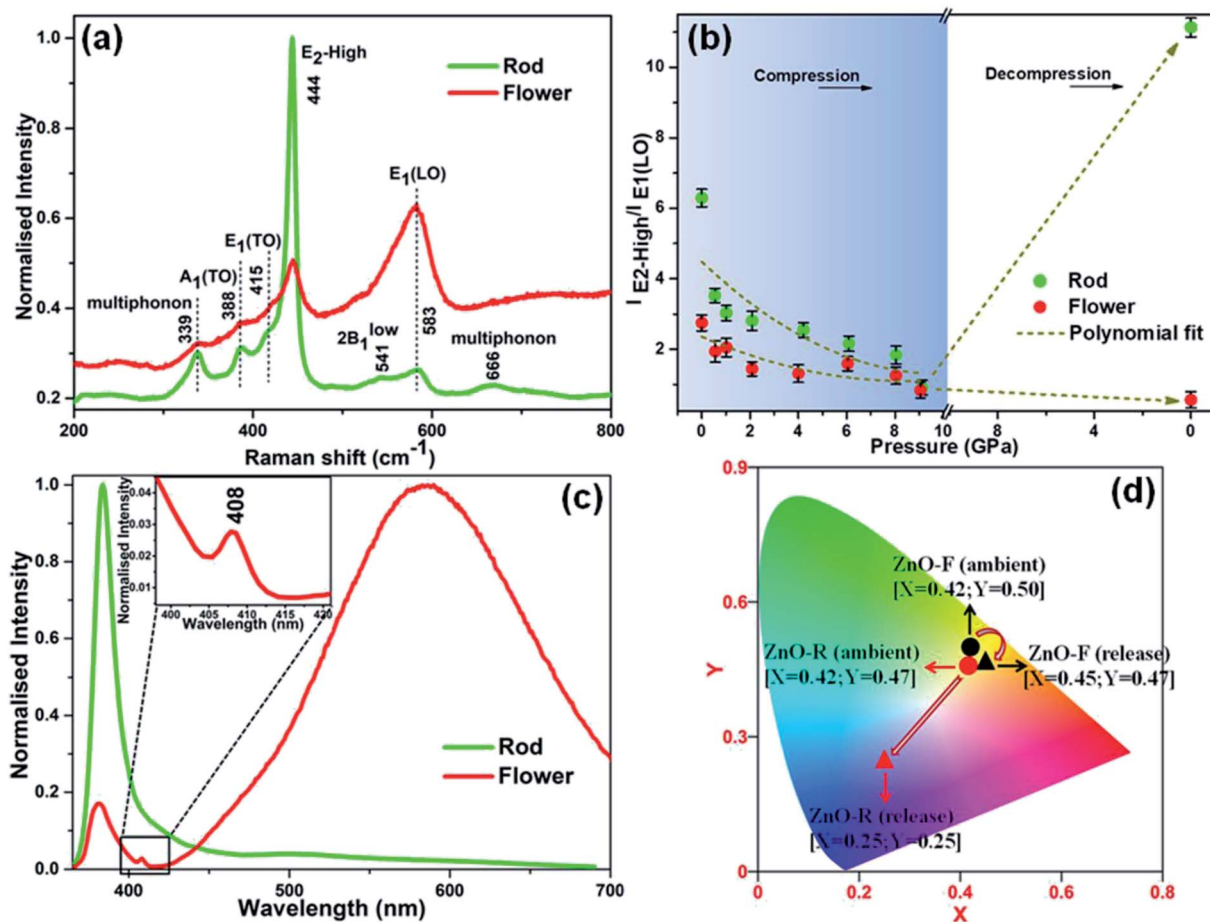 (a)
1.0
0.8
0.6
0.4
0.2
Normalised Intensity
E2-High
444
Rod
Flower
E1(LO)
E1(TO)
A1(TO)
415
388
multiphonon
339
2B1low
541
583
multiphonon
666
200
300
400
500
600
700
800
Raman shift (cm-1)
(b)
11
10
8
6
4
2
I E2-High/I E1(LO)
Compression
Decompression
Rod
Flower
Polynomial fit
0
2
4
6
8
10
8
4
0
Pressure (GPa)
(c)
1.0
0.8
0.6
0.4
0.2
0.0
Normalised Intensity
0.04
0.03
0.02
0.01
Normalised Intensity
408
400
405
410
415
420
Wavelength (nm)
Rod
Flower
400
500
600
700
Wavelength (nm)
(d)
0.9
0.6
0.3
0
Y
ZnO-F (ambient)
[X=0.42;Y=0.50]
ZnO-R (ambient)
[X=0.42;Y=0.47]
ZnO-F (release)
[X=0.45;Y=0.47]
ZnO-R (release)
[X=0.25;Y=0.25]
0
0.2
0.4
0.6
0.8
X